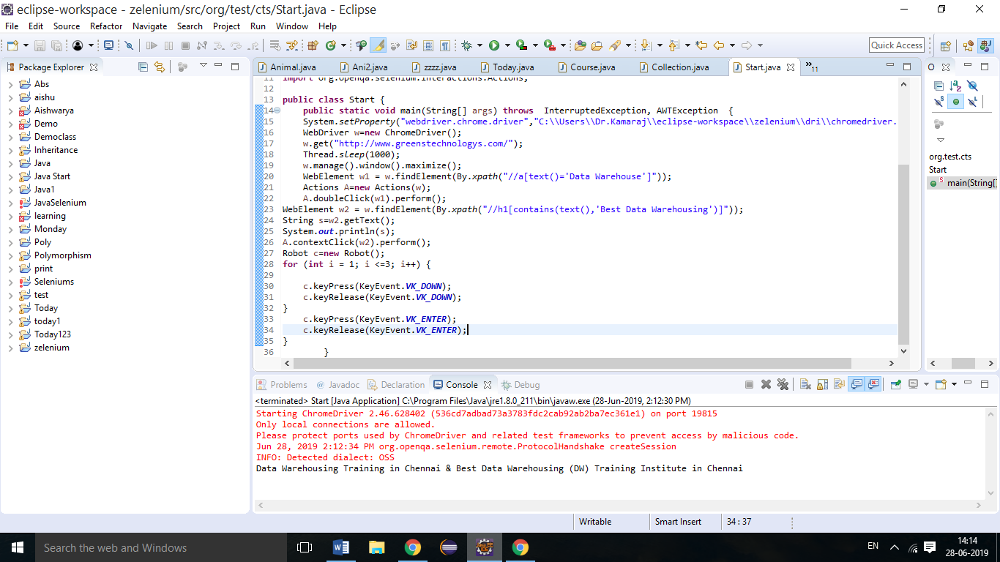 eclipse-workspace - zelenium/src/org/test/cts/Start.java - Eclipse
File Edit Source Refactor Navigate Search Project Run Window Help
Quick Access
Package Explorer
Abs
aishu
Aishwarya
Demo
Democlass
Inheritance
Java
Java Start
Java1
JavaSelenium
learning
Monday
Poly
Polymorphism
print
Seleniums
test
Today
today1
Today123
zelenium
Animal.java Ani2.java zzzz.java Today.java Course.java Collection.java Start.java »11
11 import org.openqa.selenium.interactions.Actions;
12
13 public class Start {
14 public static void main(String[] args) throws InterruptedException, AWTException {
15 System.setProperty("webdriver.chrome.driver","C:\\Users\\Dr.Kamaraj\\eclipse-workspace\\zelenium\\dri\\chromedriver.
16 WebDriver w=new ChromeDriver();
17 w.get("http://www.greenstechnologys.com/");
18 Thread.sleep(1000);
19 w.manage().window().maximize();
20 WebElement w1 = w.findElement(By.xpath("//a[text()='Data Warehouse']"));
21 Actions A=new Actions(w);
22 A.doubleClick(w1).perform();
23 WebElement w2 = w.findElement(By.xpath("//h1[contains(text(),'Best Data Warehousing')]"));
24 String s=w2.getText();
25 System.out.println(s);
26 A.contextClick(w2).perform();
27 Robot c=new Robot();
28 for (int i = 1; i <=3; i++) {
29
30 c.keyPress(KeyEvent.VK_DOWN);
31 c.keyRelease(KeyEvent.VK_DOWN);
32 }
33 c.keyPress(KeyEvent.VK_ENTER);
34 c.keyRelease(KeyEvent.VK_ENTER);
35 }
36 }
O
org.test.cts
Start
main(String[]
Problems @ Javadoc Declaration Console Debug
<terminated> Start [Java Application] C:\Program Files\Java\jre1.8.0_211\bin\javaw.exe (28-Jun-2019, 2:12:30 PM)
Starting ChromeDriver 2.46.628402 (536cd7adbad73a3783fdc2cab92ab2ba7ec361e1) on port 19815
Only local connections are allowed.
Please protect ports used by ChromeDriver and related test frameworks to prevent access by malicious code.
Jun 28, 2019 2:12:34 PM org.openqa.selenium.remote.ProtocolHandshake createSession
INFO: Detected dialect: OSS
Data Warehousing Training in Chennai & Best Data Warehousing (DW) Training Institute in Chennai
Writable Smart Insert 34 : 37
Search the web and Windows
EN
14:14
28-06-2019